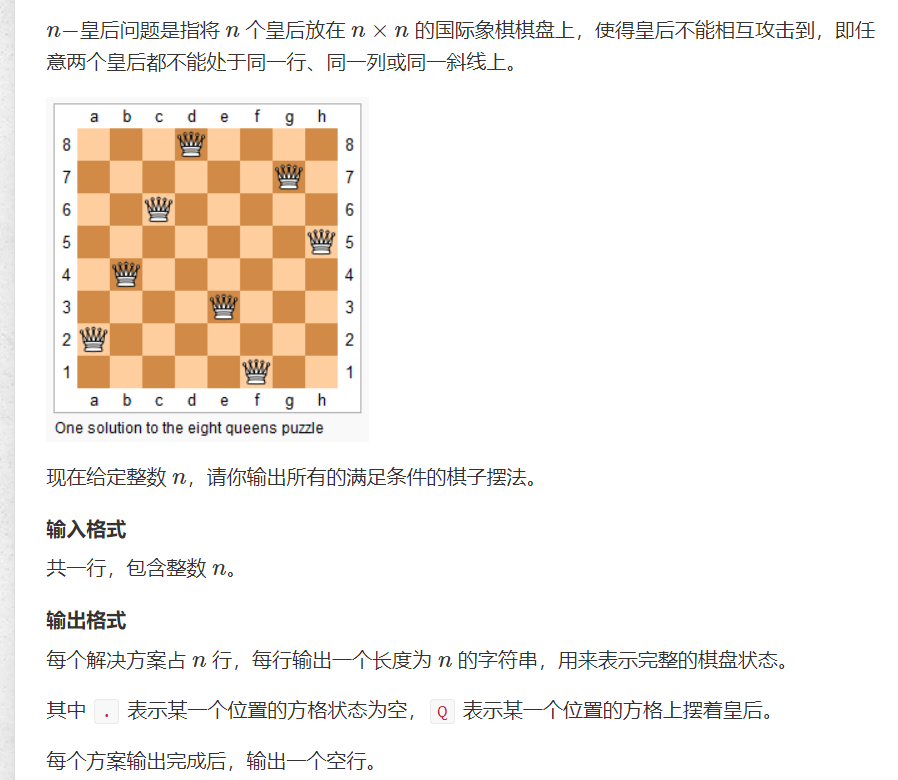 n−皇后问题是指将 n 个皇后放在 n × n 的国际象棋棋盘上，使得皇后不能相互攻击到，即任
意两个皇后都不能处于同一行、同一列或同一斜线上。
a b c d e f g h
8 8
7 7
6 6
5 5
4 4
3 3
2 2
1 1
a b c d e f g h
One solution to the eight queens puzzle
现在给定整数 n，请你输出所有的满足条件的棋子摆法。
输入格式
共一行，包含整数 n。
输出格式
每个解决方案占 n 行，每行输出一个长度为 n 的字符串，用来表示完整的棋盘状态。
其中 . 表示某一个位置的方格状态为空，Q 表示某一个位置的方格上摆着皇后。
每个方案输出完成后，输出一个空行。